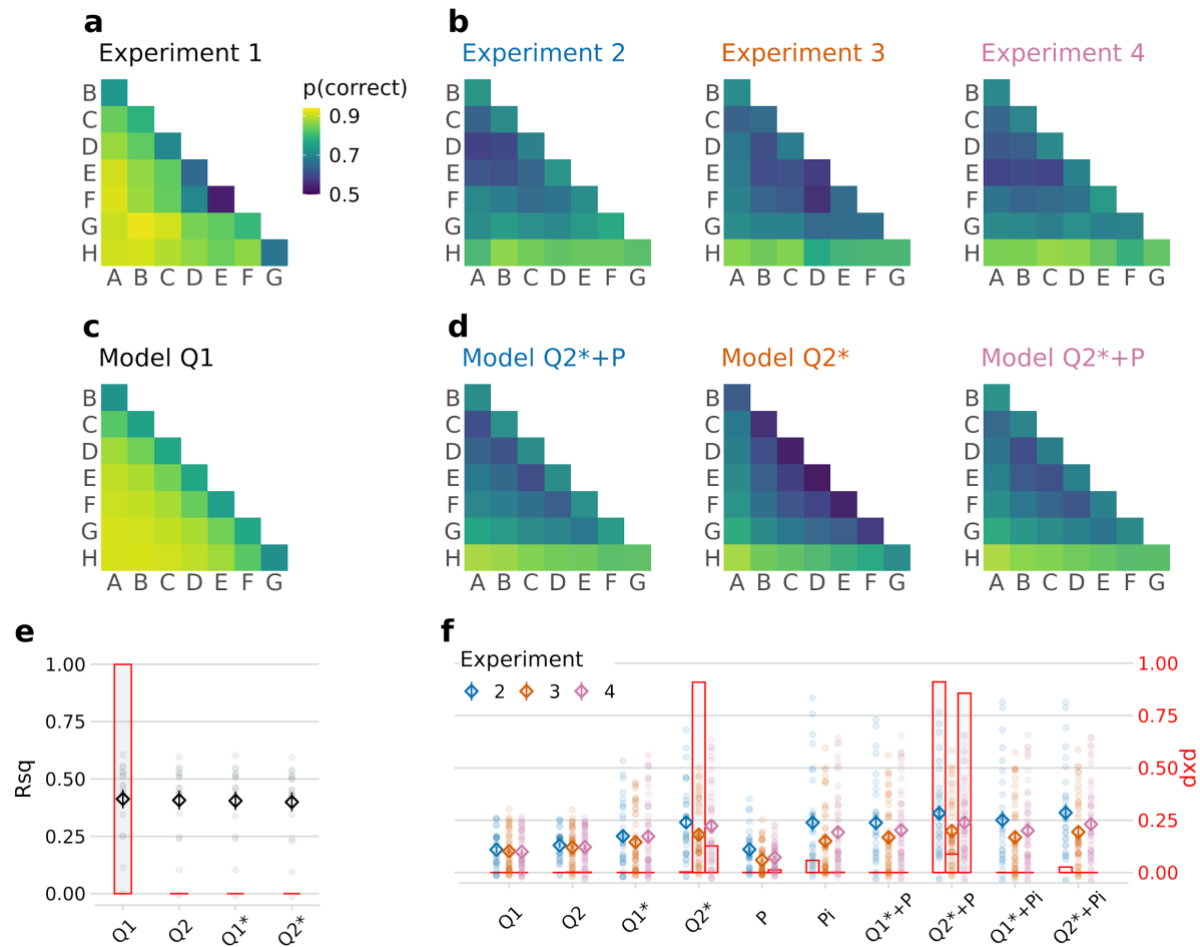 a
Experiment 1
p(correct)
0.9
0.7
0.5
B
C
D
E
F
G
H
A B C D E F G
b
Experiment 2
Experiment 3
Experiment 4
B
C
D
E
F
G
H
A B C D E F G
B
C
D
E
F
G
H
A B C D E F G
B
C
D
E
F
G
H
A B C D E F G
c
Model Q1
B
C
D
E
F
G
H
A B C D E F G
d
Model Q2*+P
Model Q2*
Model Q2*+P
B
C
D
E
F
G
H
A B C D E F G
B
C
D
E
F
G
H
A B C D E F G
B
C
D
E
F
G
H
A B C D E F G
e
Rsq
1.00
0.75
0.50
0.25
0.00
Q1 Q2 Q1* Q2*
f
Experiment
2 3 4
1.00
0.75
0.50
0.25
0.00
pxp
Q1 Q2 Q1* Q2* P Pi Q1*+P Q2*+P Q1*+Pi Q2*+Pi